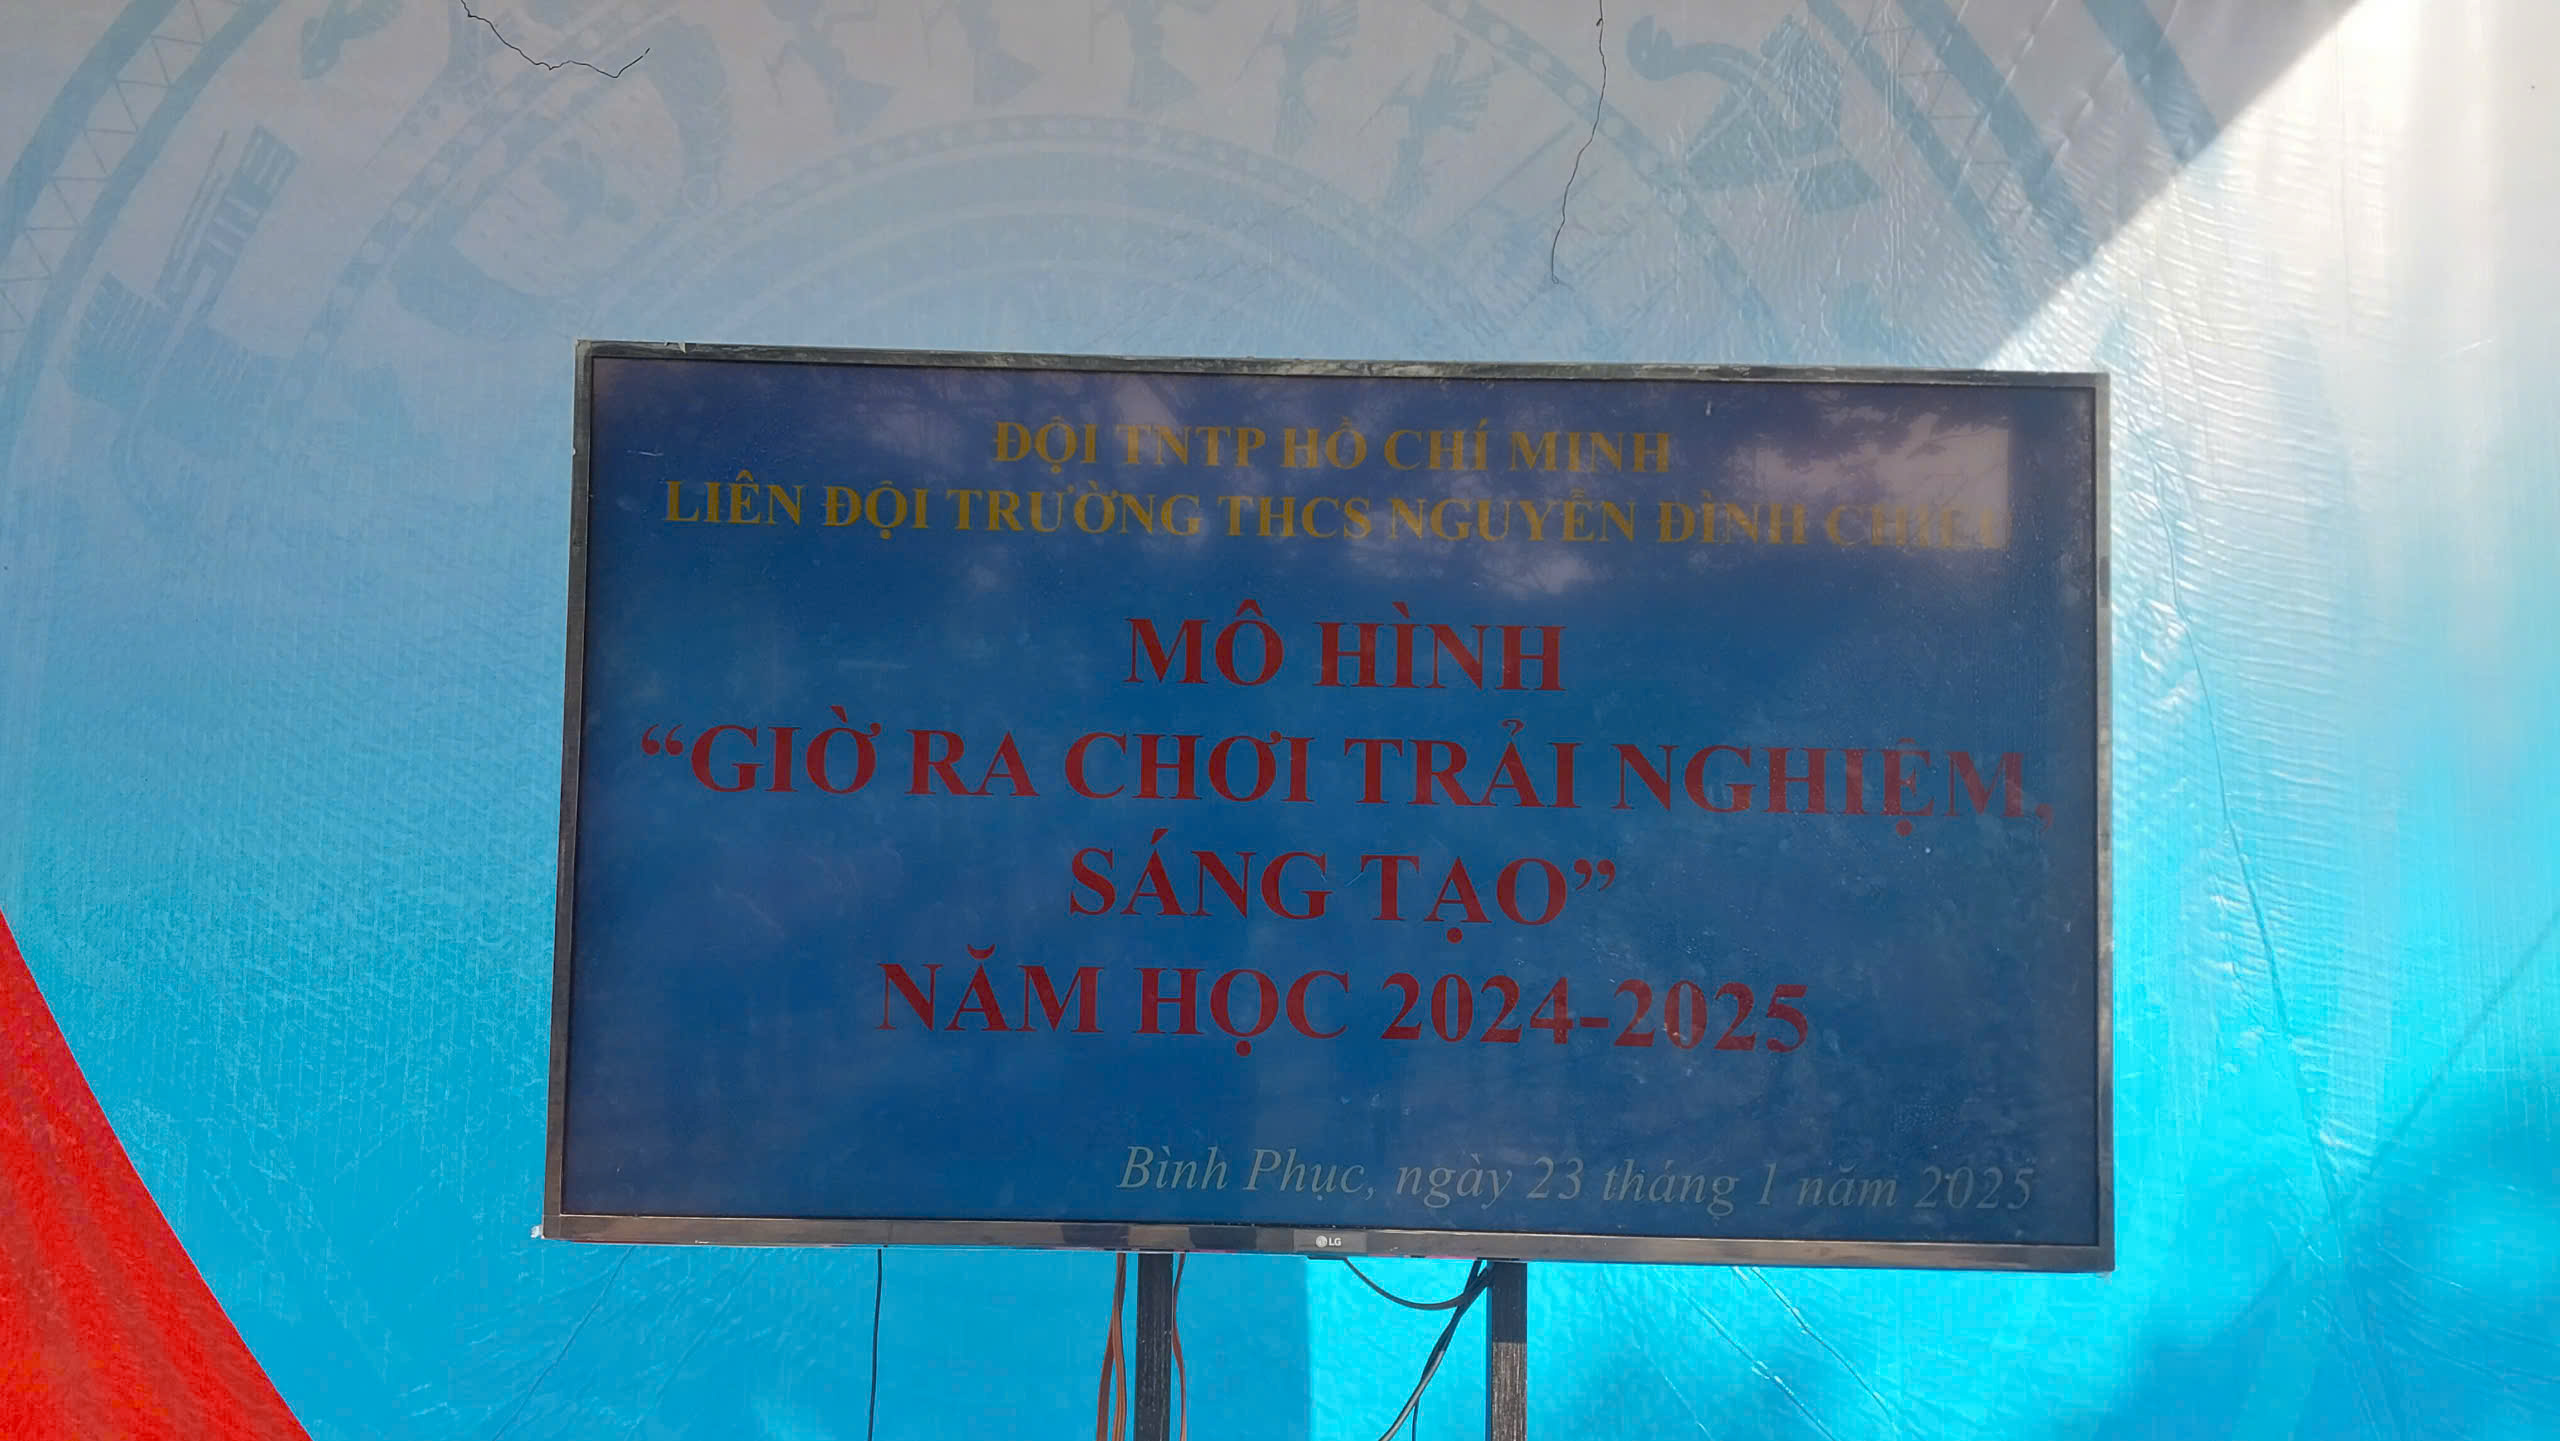 ĐỘI TNTP HỒ CHÍ MINH
LIÊN ĐỘI TRƯỜNG THCS NGUYỄN ĐÌNH CHIỂU
MÔ HÌNH
“GIỜ RA CHƠI TRẢI NGHIỆM,
SÁNG TẠO”
NĂM HỌC 2024-2025
Bình Phục, ngày 23 tháng 1 năm 2025
LG